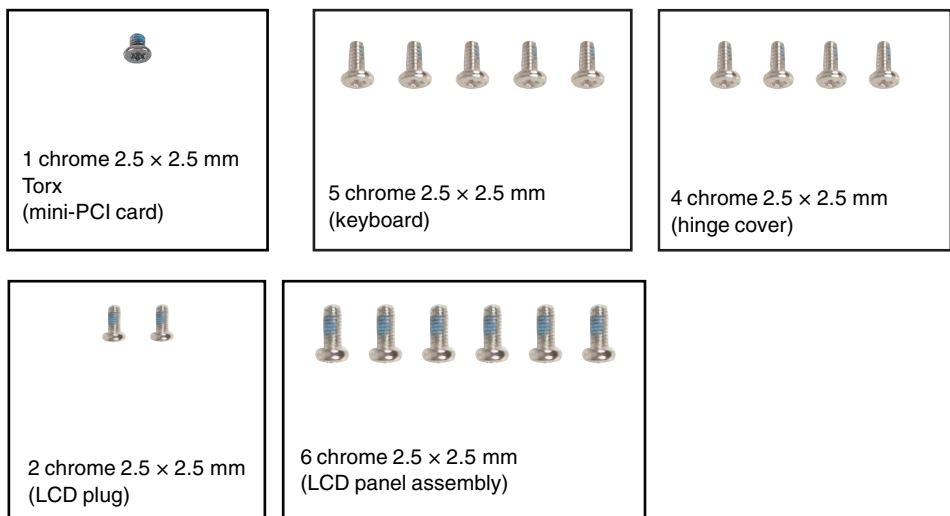 1 chrome 2.5 × 2.5 mm
Torx
(mini-PCI card)
5 chrome 2.5 × 2.5 mm
(keyboard)
4 chrome 2.5 × 2.5 mm
(hinge cover)
2 chrome 2.5 × 2.5 mm
(LCD plug)
6 chrome 2.5 × 2.5 mm
(LCD panel assembly)